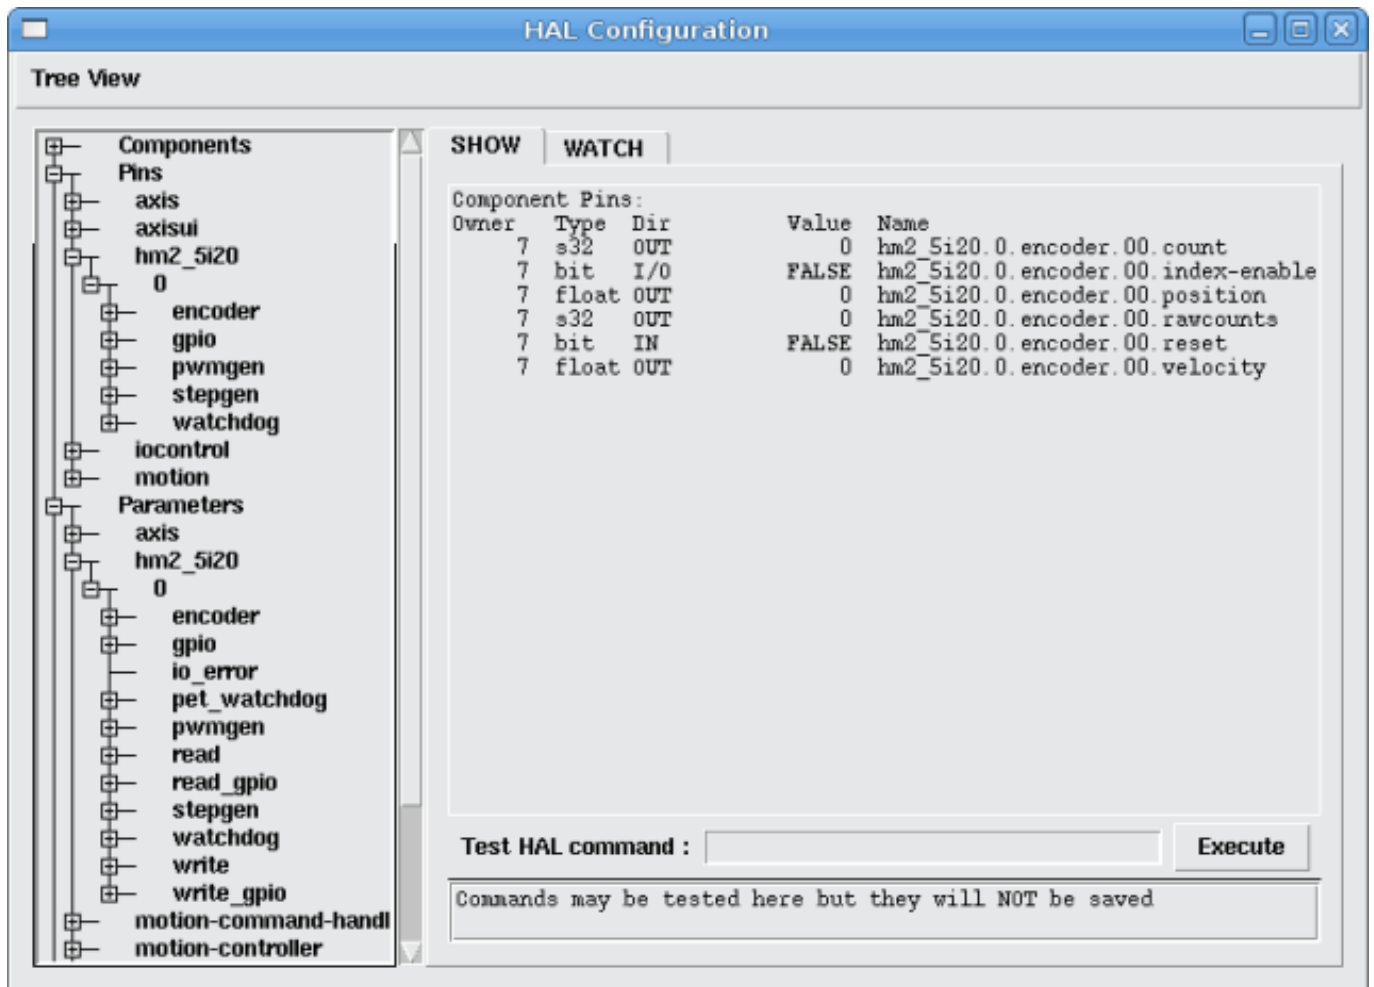 HAL Configuration
Tree View
Components
Pins
axis
axisui
hm2_5i20
0
encoder
gpio
pwmgen
stepgen
watchdog
iocontrol
motion
Parameters
axis
hm2_5i20
0
encoder
gpio
io_error
pet_watchdog
pwmgen
read
read_gpio
stepgen
watchdog
write
write_gpio
motion-command-handl
motion-controller
SHOW WATCH
Component Pins:
Owner Type Dir Value Name
7 s32 OUT 0 hm2_5i20.0.encoder.00.count
7 bit I/O FALSE hm2_5i20.0.encoder.00.index-enable
7 float OUT 0 hm2_5i20.0.encoder.00.position
7 s32 OUT 0 hm2_5i20.0.encoder.00.rawcounts
7 bit IN FALSE hm2_5i20.0.encoder.00.reset
7 float OUT 0 hm2_5i20.0.encoder.00.velocity
Test HAL command : Execute
Commands may be tested here but they will NOT be saved